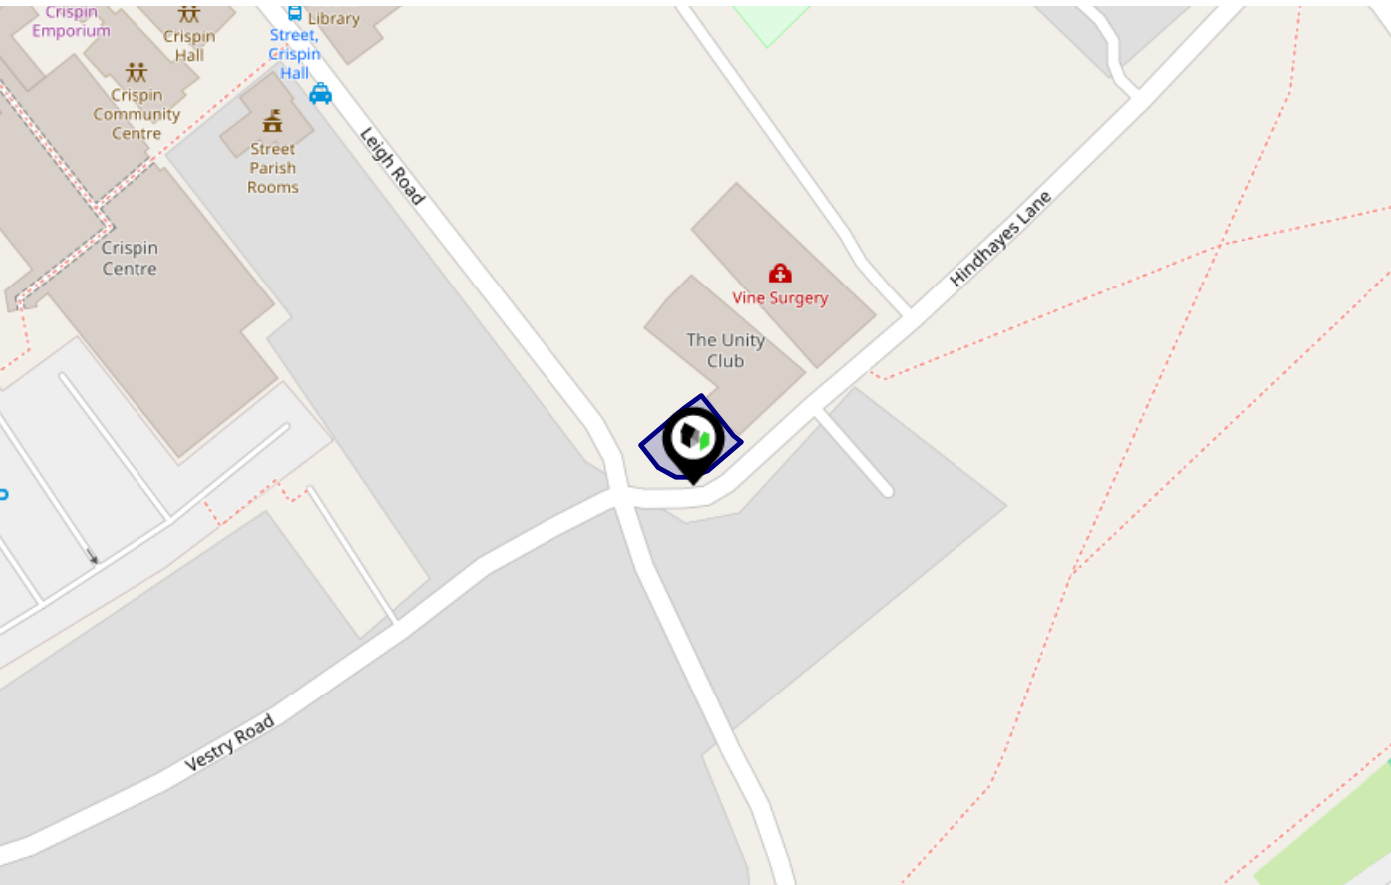 Crispin
Emporium
Crispin
Hall
Library
Street,
Crispin
Hall
Crispin
Community
Centre
Street
Parish
Rooms
Leigh Road
Crispin
Centre
Hindhayes Lane
Vine Surgery
The Unity
Club
Vestry Road